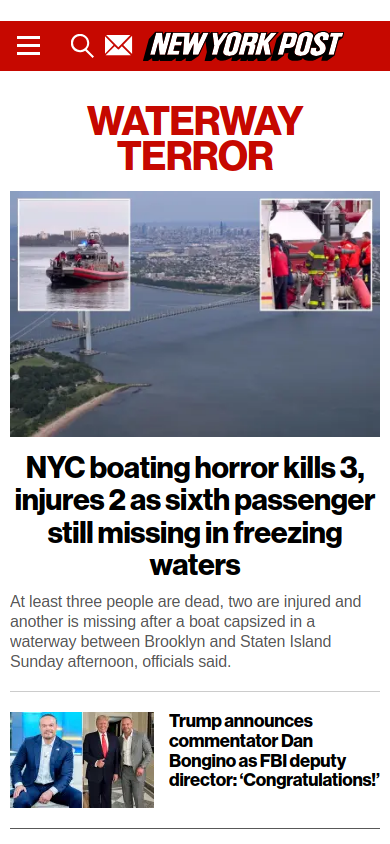 NEW YORK POST
WATERWAY
TERROR
NYC boating horror kills 3,
injures 2 as sixth passenger
still missing in freezing
waters
At least three people are dead, two are injured and
another is missing after a boat capsized in a
waterway between Brooklyn and Staten Island
Sunday afternoon, officials said.
Trump announces
commentator Dan
Bongino as FBI deputy
director: ‘Congratulations!’